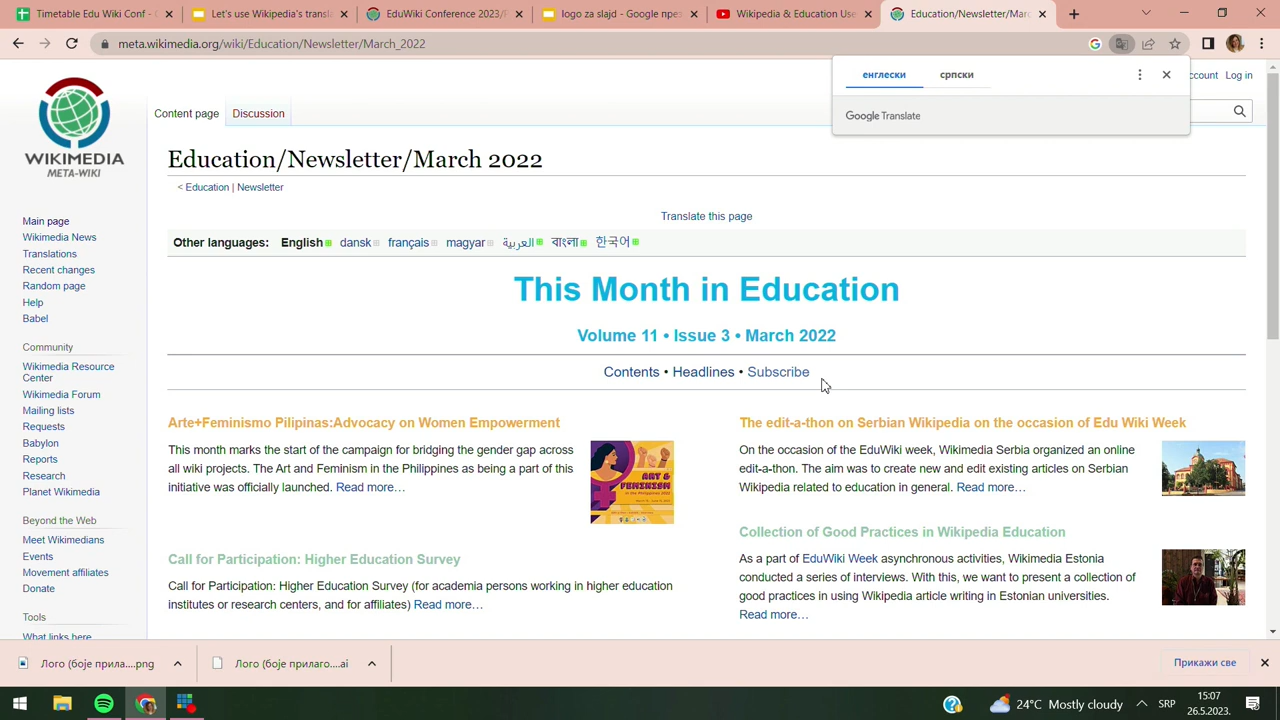 Timetable Edu Wiki Conf - G
Let's use Wikipedia's transla
EduWiki Conference 2023/P
logo za slajd - Google презе
Wikipedia & Education User
Education/Newsletter/March
meta.wikimedia.org/wiki/Education/Newsletter/March_2022
енглески
српски
Google Translate
ccount
Log in
WIKIMEDIA
META-WIKI
Content page
Discussion
Education/Newsletter/March 2022
< Education | Newsletter
Translate this page
Other languages: English dansk français magyar العربية বাংলা 한국어
This Month in Education
Volume 11 • Issue 3 • March 2022
Contents • Headlines • Subscribe
Main page
Wikimedia News
Translations
Recent changes
Random page
Help
Babel
Community
Wikimedia Resource
Center
Wikimedia Forum
Mailing lists
Requests
Babylon
Reports
Research
Planet Wikimedia
Beyond the Web
Meet Wikimedians
Events
Movement affiliates
Donate
Tools
What links here
Arte+Feminismo Pilipinas:Advocacy on Women Empowerment
This month marks the start of the campaign for bridging the gender gap across
all wiki projects. The Art and Feminism in the Philippines as being a part of this
initiative was officially launched. Read more…
ART &
FEMINISM
Call for Participation: Higher Education Survey
Call for Participation: Higher Education Survey (for academia persons working in higher education
institutes or research centers, and for affiliates) Read more…
The edit-a-thon on Serbian Wikipedia on the occasion of Edu Wiki Week
On the occasion of the EduWiki week, Wikimedia Serbia organized an online
edit-a-thon. The aim was to create new and edit existing articles on Serbian
Wikipedia related to education in general. Read more…
Collection of Good Practices in Wikipedia Education
As a part of EduWiki Week asynchronous activities, Wikimedia Estonia
conducted a series of interviews. With this, we want to present a collection of
good practices in using Wikipedia article writing in Estonian universities.
Read more…
Лого (боје прила....png
Лого (боје прилаго....ai
Прикажи све
24°C Mostly cloudy
SRP
15:07
26.5.2023.